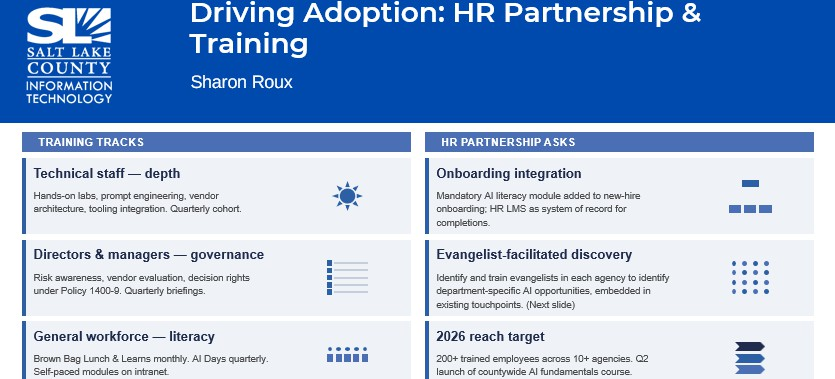 Driving Adoption: HR Partnership &
Training
SALT LAKE
COUNTY
INFORMATION
TECHNOLOGY
Sharon Roux
TRAINING TRACKS
Technical staff — depth
Hands-on labs, prompt engineering, vendor
architecture, tooling integration. Quarterly cohort.
Directors & managers — governance
Risk awareness, vendor evaluation, decision rights
under Policy 1400-9. Quarterly briefings.
General workforce — literacy
Brown Bag Lunch & Learns monthly. AI Days quarterly.
Self-paced modules on intranet.
HR PARTNERSHIP ASKS
Onboarding integration
Mandatory AI literacy module added to new-hire
onboarding; HR LMS as system of record for
completions.
Evangelist-facilitated discovery
Identify and train evangelists in each agency to identify
department-specific AI opportunities, embedded in
existing touchpoints. (Next slide)
2026 reach target
200+ trained employees across 10+ agencies. Q2
launch of countywide AI fundamentals course.